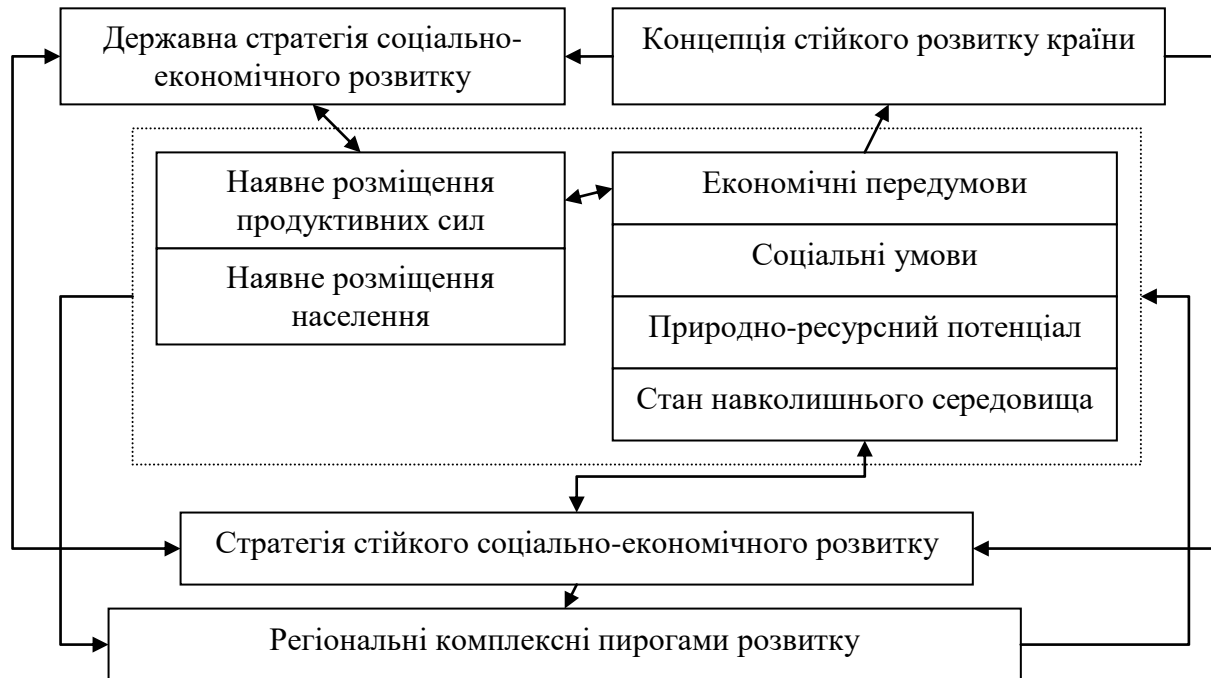 Державна стратегія соціально-
економічного розвитку
Концепція стійкого розвитку країни
Наявне розміщення
продуктивних сил
Наявне розміщення
населення
Економічні передумови
Соціальні умови
Природно-ресурсний потенціал
Стан навколишнього середовища
Стратегія стійкого соціально-економічного розвитку
Регіональні комплексні пирогами розвитку